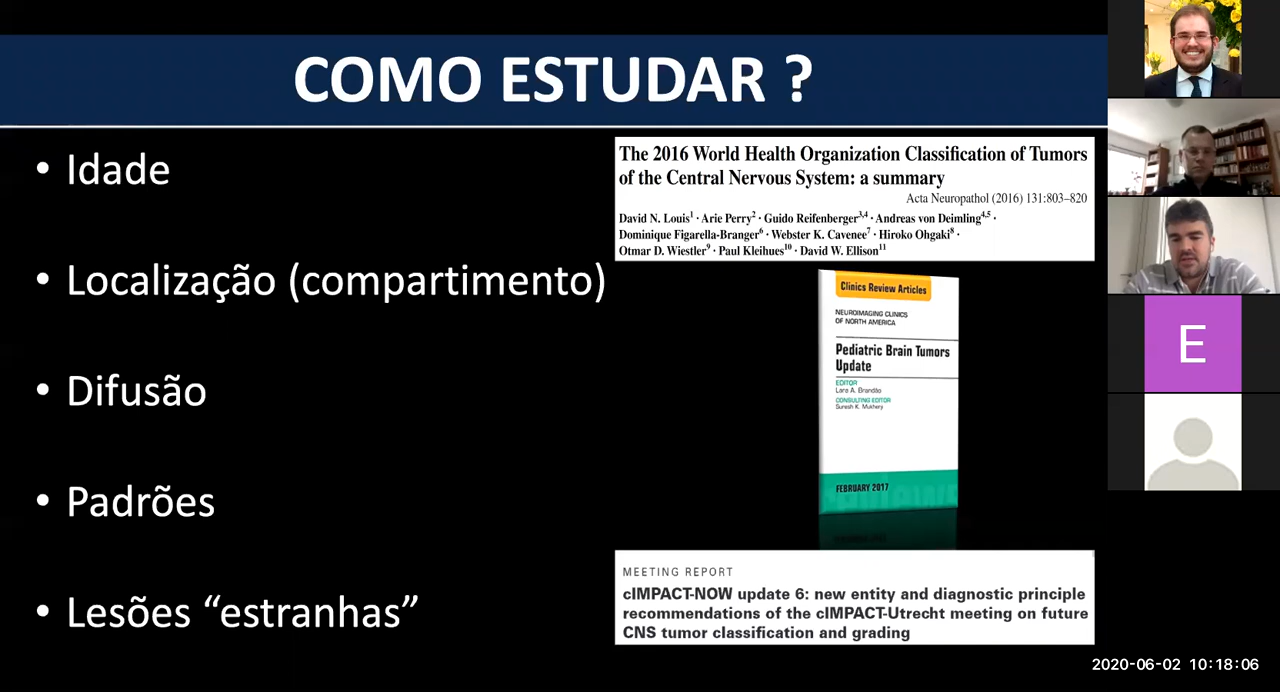 COMO ESTUDAR ?
• Idade
• Localização (compartimento)
• Difusão
• Padrões
• Lesões “estranhas”
The 2016 World Health Organization Classification of Tumors
of the Central Nervous System: a summary
Acta Neuropathol (2016) 131:803–820
David N. Louis1 · Arie Perry2 · Guido Reifenberger3,4 · Andreas von Deimling4,5 ·
Dominique Figarella-Branger6 · Webster K. Cavenee7 · Hiroko Ohgaki8 ·
Otmar D. Wiestler9 · Paul Kleihues10 · David W. Ellison11
Clinics Review Articles
NEUROIMAGING CLINICS
OF NORTH AMERICA
Pediatric Brain Tumors
Update
EDITOR
Lara A. Brandão
CONSULTING EDITOR
Suresh K. Mukherji
FEBRUARY 2017
MEETING REPORT
cIMPACT-NOW update 6: new entity and diagnostic principle
recommendations of the cIMPACT-Utrecht meeting on future
CNS tumor classification and grading
E
2020-06-02 10:18:06